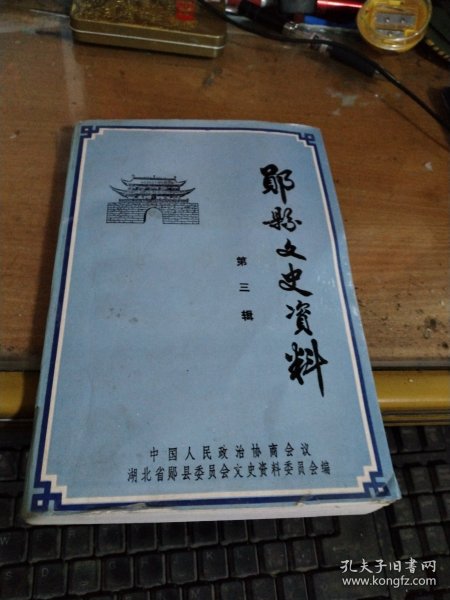 郧县文史資料
第三辑
中国人民政治协商会议
湖北省郧县委员会文史资料委员会编
孔夫子旧书网
www.kongfz.com